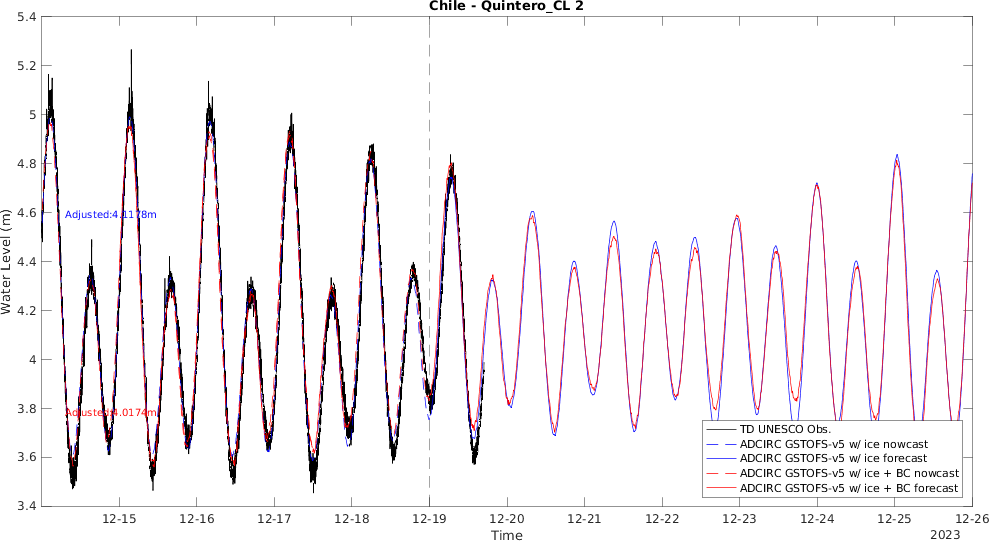 Chile - Quintero_CL 2
Water Level (m)
5.4
5.2
5
4.8
4.6
4.4
4.2
4
3.8
3.6
3.4
Adjusted:4.1178m
Adjusted:4.0174m
TD UNESCO Obs.
ADCIRC GSTOFS-v5 w/ ice nowcast
ADCIRC GSTOFS-v5 w/ ice forecast
ADCIRC GSTOFS-v5 w/ ice + BC nowcast
ADCIRC GSTOFS-v5 w/ ice + BC forecast
12-15 12-16 12-17 12-18 12-19 12-20 12-21 12-22 12-23 12-24 12-25 12-26
Time
2023